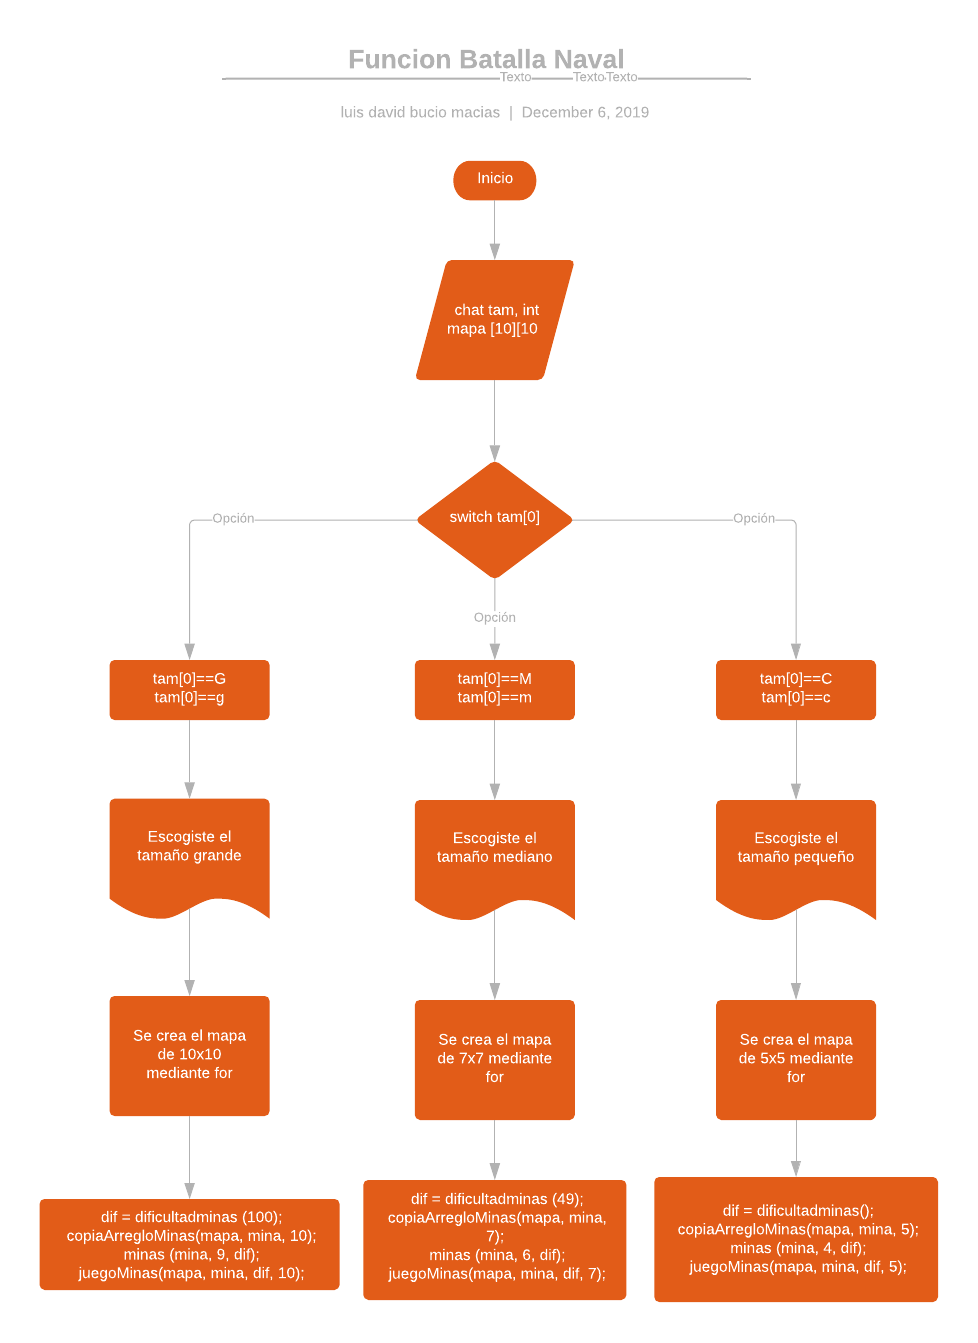 Funcion Batalla Naval
Texto Texto Texto
luis david bucio macias | December 6, 2019
Inicio
chat tam, int
mapa [10][10
switch tam[0]
Opción
Opción
Opción
tam[0]==G
tam[0]==g
tam[0]==M
tam[0]==m
tam[0]==C
tam[0]==c
Escogiste el
tamaño grande
Escogiste el
tamaño mediano
Escogiste el
tamaño pequeño
Se crea el mapa
de 10x10
mediante for
Se crea el mapa
de 7x7 mediante
for
Se crea el mapa
de 5x5 mediante
for
dif = dificultadminas (100);
copiaArregloMinas(mapa, mina, 10);
minas (mina, 9, dif);
juegoMinas(mapa, mina, dif, 10);
dif = dificultadminas (49);
copiaArregloMinas(mapa, mina,
7);
minas (mina, 6, dif);
juegoMinas(mapa, mina, dif, 7);
dif = dificultadminas();
copiaArregloMinas(mapa, mina, 5);
minas (mina, 4, dif);
juegoMinas(mapa, mina, dif, 5);